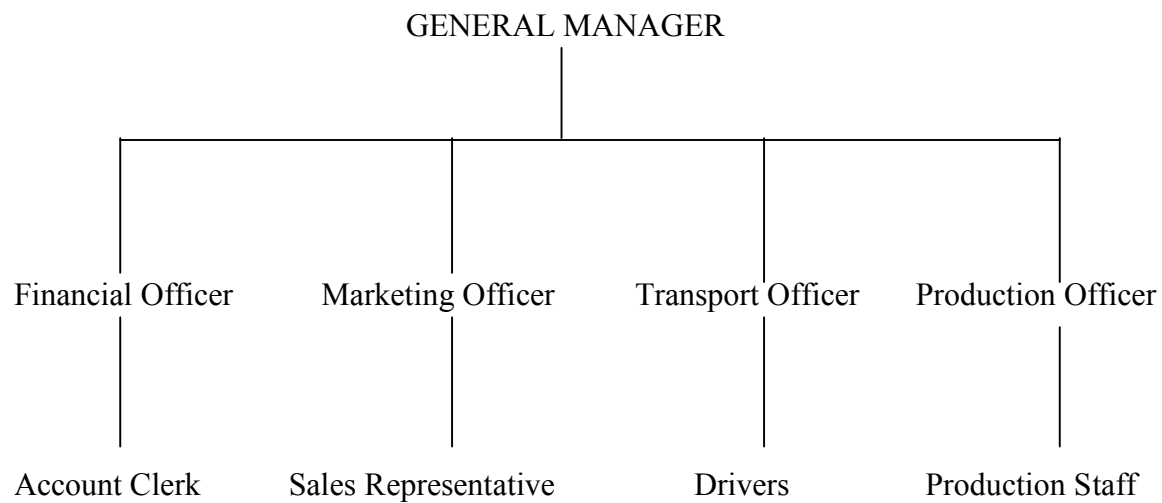 GENERAL MANAGER
Financial Officer Marketing Officer Transport Officer Production Officer
Account Clerk Sales Representative Drivers Production Staff